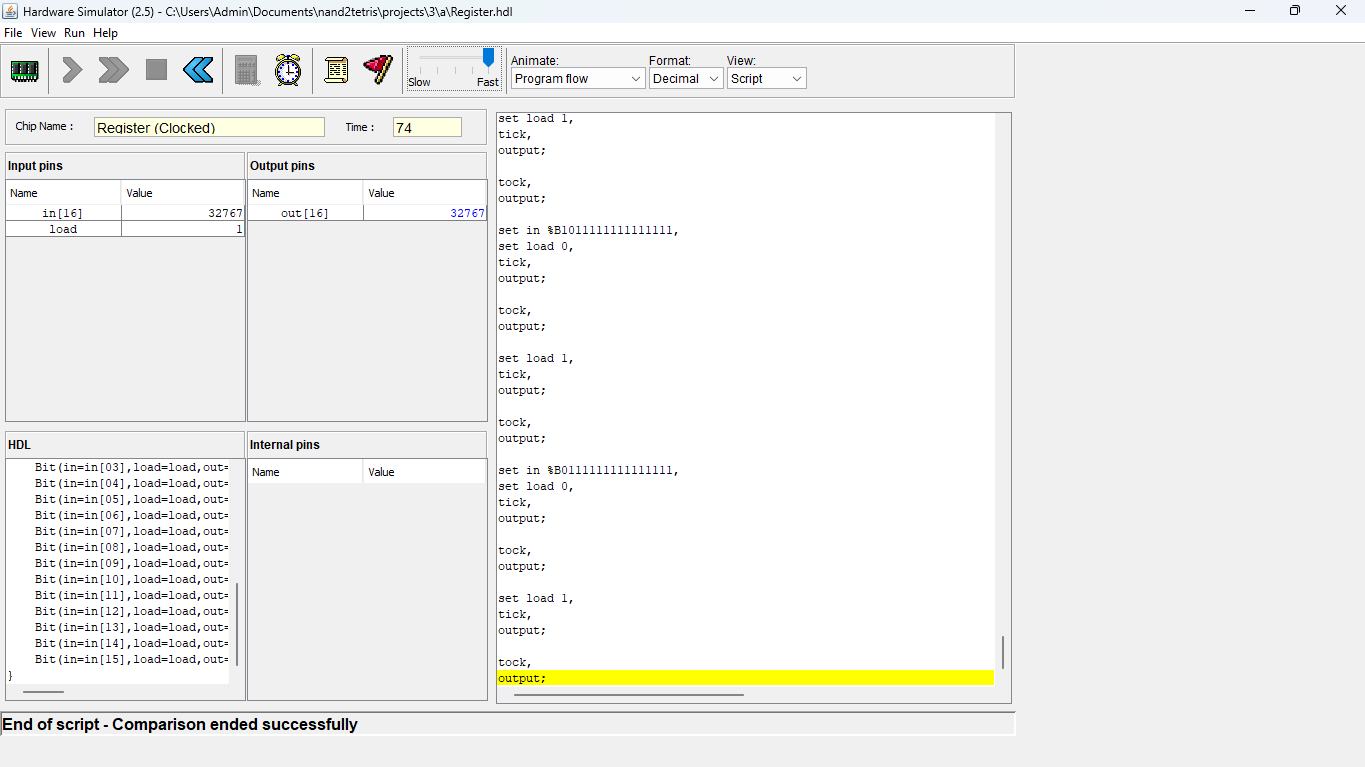 Hardware Simulator (2.5) - C:\Users\Admin\Documents\nand2tetris\projects\3\a\Register.hdl
File View Run Help
Animate: Format: View:
Slow Fast Program flow Decimal Script
Chip Name : Register (Clocked) Time : 74
Input pins
Name Value
in[16] 32767
load 1
Output pins
Name Value
out[16] 32767
HDL
Bit(in=in[03],load=load,out=
Bit(in=in[04],load=load,out=
Bit(in=in[05],load=load,out=
Bit(in=in[06],load=load,out=
Bit(in=in[07],load=load,out=
Bit(in=in[08],load=load,out=
Bit(in=in[09],load=load,out=
Bit(in=in[10],load=load,out=
Bit(in=in[11],load=load,out=
Bit(in=in[12],load=load,out=
Bit(in=in[13],load=load,out=
Bit(in=in[14],load=load,out=
Bit(in=in[15],load=load,out=
}
Internal pins
Name Value
set load 1,
tick,
output;
tock,
output;
set in %B1011111111111111,
set load 0,
tick,
output;
tock,
output;
set load 1,
tick,
output;
tock,
output;
set in %B0111111111111111,
set load 0,
tick,
output;
tock,
output;
set load 1,
tick,
output;
tock,
output;
End of script - Comparison ended successfully